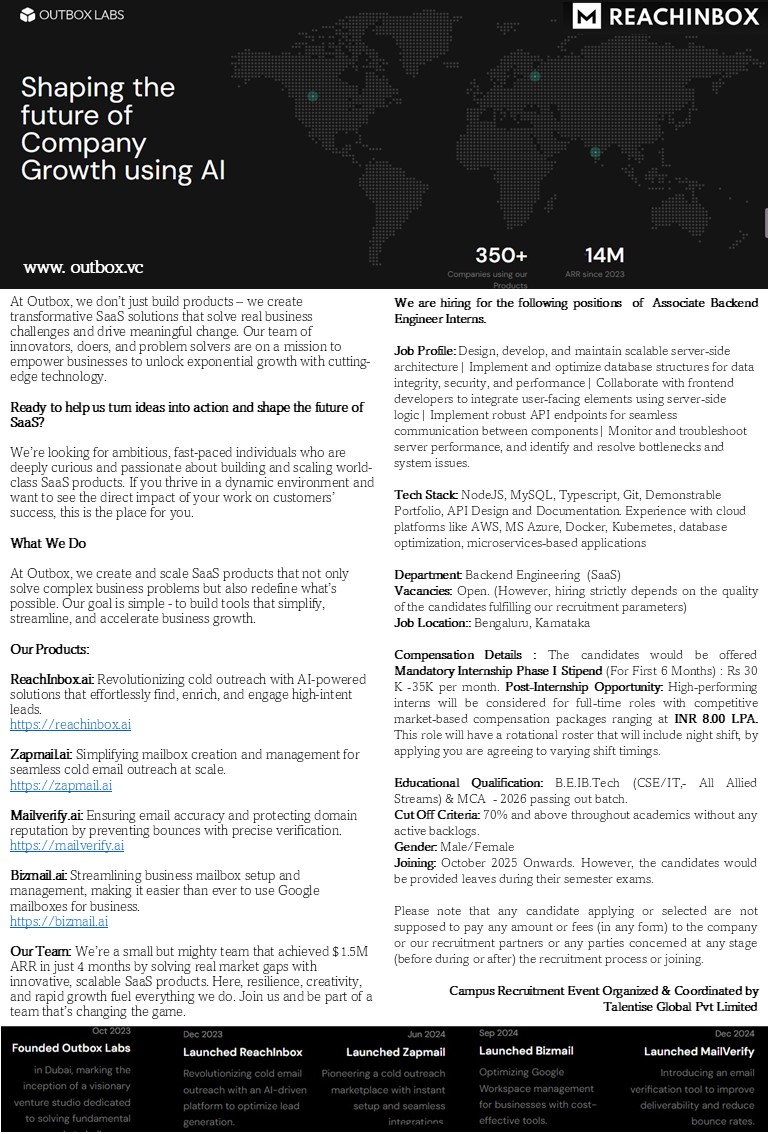 OUTBOX LABS
REACHINBOX
Shaping the
future of
Company
Growth using AI
www. outbox.vc
350+
Companies using our
Products
14M
ARR since 2023
At Outbox, we don't just build products – we create
transformative SaaS solutions that solve real business
challenges and drive meaningful change. Our team of
innovators, doers, and problem solvers are on a mission to
empower businesses to unlock exponential growth with cutting-
edge technology.
Ready to help us turn ideas into action and shape the future of
SaaS?
We're looking for ambitious, fast-paced individuals who are
deeply curious and passionate about building and scaling world-
class SaaS products. If you thrive in a dynamic environment and
want to see the direct impact of your work on customers'
success, this is the place for you.
What We Do
At Outbox, we create and scale SaaS products that not only
solve complex business problems but also redefine what's
possible. Our goal is simple - to build tools that simplify,
streamline, and accelerate business growth.
Our Products:
ReachInbox.ai: Revolutionizing cold outreach with AI-powered
solutions that effortlessly find, enrich, and engage high-intent
leads.
https://reachinbox.ai
Zapmail.ai: Simplifying mailbox creation and management for
seamless cold email outreach at scale.
https://zapmail.ai
Mailverify.ai: Ensuring email accuracy and protecting domain
reputation by preventing bounces with precise verification.
https://mailverify.ai
Bizmail.ai: Streamlining business mailbox setup and
management, making it easier than ever to use Google
mailboxes for business.
https://bizmail.ai
Our Team: We're a small but mighty team that achieved $1.5M
ARR in just 4 months by solving real market gaps with
innovative, scalable SaaS products. Here, resilience, creativity,
and rapid growth fuel everything we do. Join us and be part of a
team that's changing the game.
We are hiring for the following positions of Associate Backend
Engineer Interns.
Job Profile: Design, develop, and maintain scalable server-side
architecture| Implement and optimize database structures for data
integrity, security, and performance| Collaborate with frontend
developers to integrate user-facing elements using server-side
logic| Implement robust API endpoints for seamless
communication between components| Monitor and troubleshoot
server performance, and identify and resolve bottlenecks and
system issues.
Tech Stack: NodeJS, MySQL, Typescript, Git, Demonstrable
Portfolio, API Design and Documentation. Experience with cloud
platforms like AWS, MS Azure, Docker, Kubernetes, database
optimization, microservices-based applications
Department: Backend Engineering (SaaS)
Vacancies: Open. (However, hiring strictly depends on the quality
of the candidates fulfilling our recruitment parameters)
Job Location:: Bengaluru, Karnataka
Compensation Details : The candidates would be offered
Mandatory Internship Phase I Stipend (For First 6 Months) : Rs 30
K -35K per month. Post-Internship Opportunity: High-performing
interns will be considered for full-time roles with competitive
market-based compensation packages ranging at INR 8.00 LPA.
This role will have a rotational roster that will include night shift, by
applying you are agreeing to varying shift timings.
Educational Qualification: B.E.IB.Tech (CSE/IT,- All Allied
Streams) & MCA - 2026 passing out batch.
Cut Off Criteria: 70% and above throughout academics without any
active backlogs.
Gender: Male/Female
Joining: October 2025 Onwards. However, the candidates would
be provided leaves during their semester exams.
Please note that any candidate applying or selected are not
supposed to pay any amount or fees (in any form) to the company
or our recruitment partners or any parties concerned at any stage
(before during or after) the recruitment process or joining.
Campus Recruitment Event Organized & Coordinated by
Talentise Global Pvt Limited
Oct 2023
Founded Outbox Labs
in Dubai, marking the
inception of a visionary
venture studio dedicated
to solving fundamental
Dec 2023
Launched ReachInbox
Revolutionizing cold email
outreach with an AI-driven
platform to optimize lead
generation.
Jun 2024
Launched Zapmail
Pioneering a cold outreach
marketplace with instant
setup and seamless
integrations.
Sep 2024
Launched Bizmail
Optimizing Google
Workspace management
for businesses with cost-
effective tools.
Dec 2024
Launched MailVerify
Introducing an email
verification tool to improve
deliverability and reduce
bounce rates.